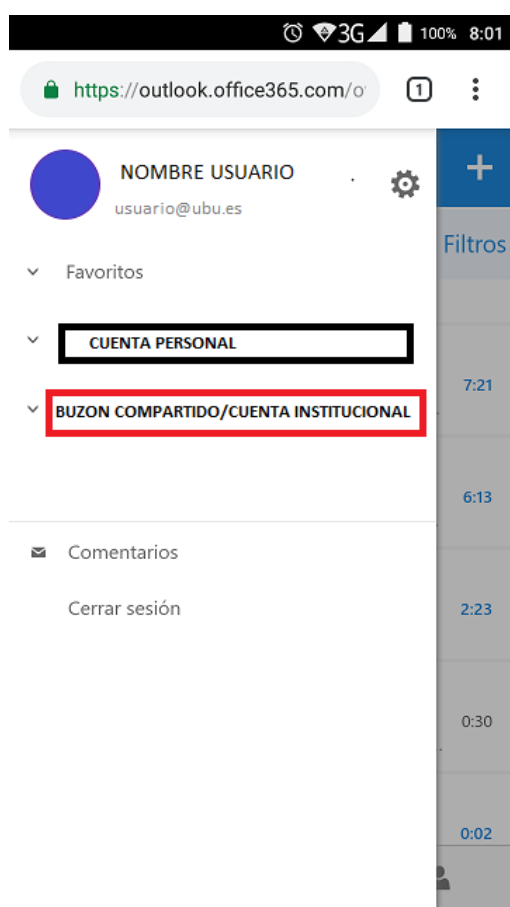 3G 100% 8:01
https://outlook.office365.com/o
1
NOMBRE USUARIO
usuario@ubu.es
Filtros
Favoritos
CUENTA PERSONAL
7:21
BUZON COMPARTIDO/CUENTA INSTITUCIONAL
6:13
Comentarios
Cerrar sesión
2:23
0:30
0:02